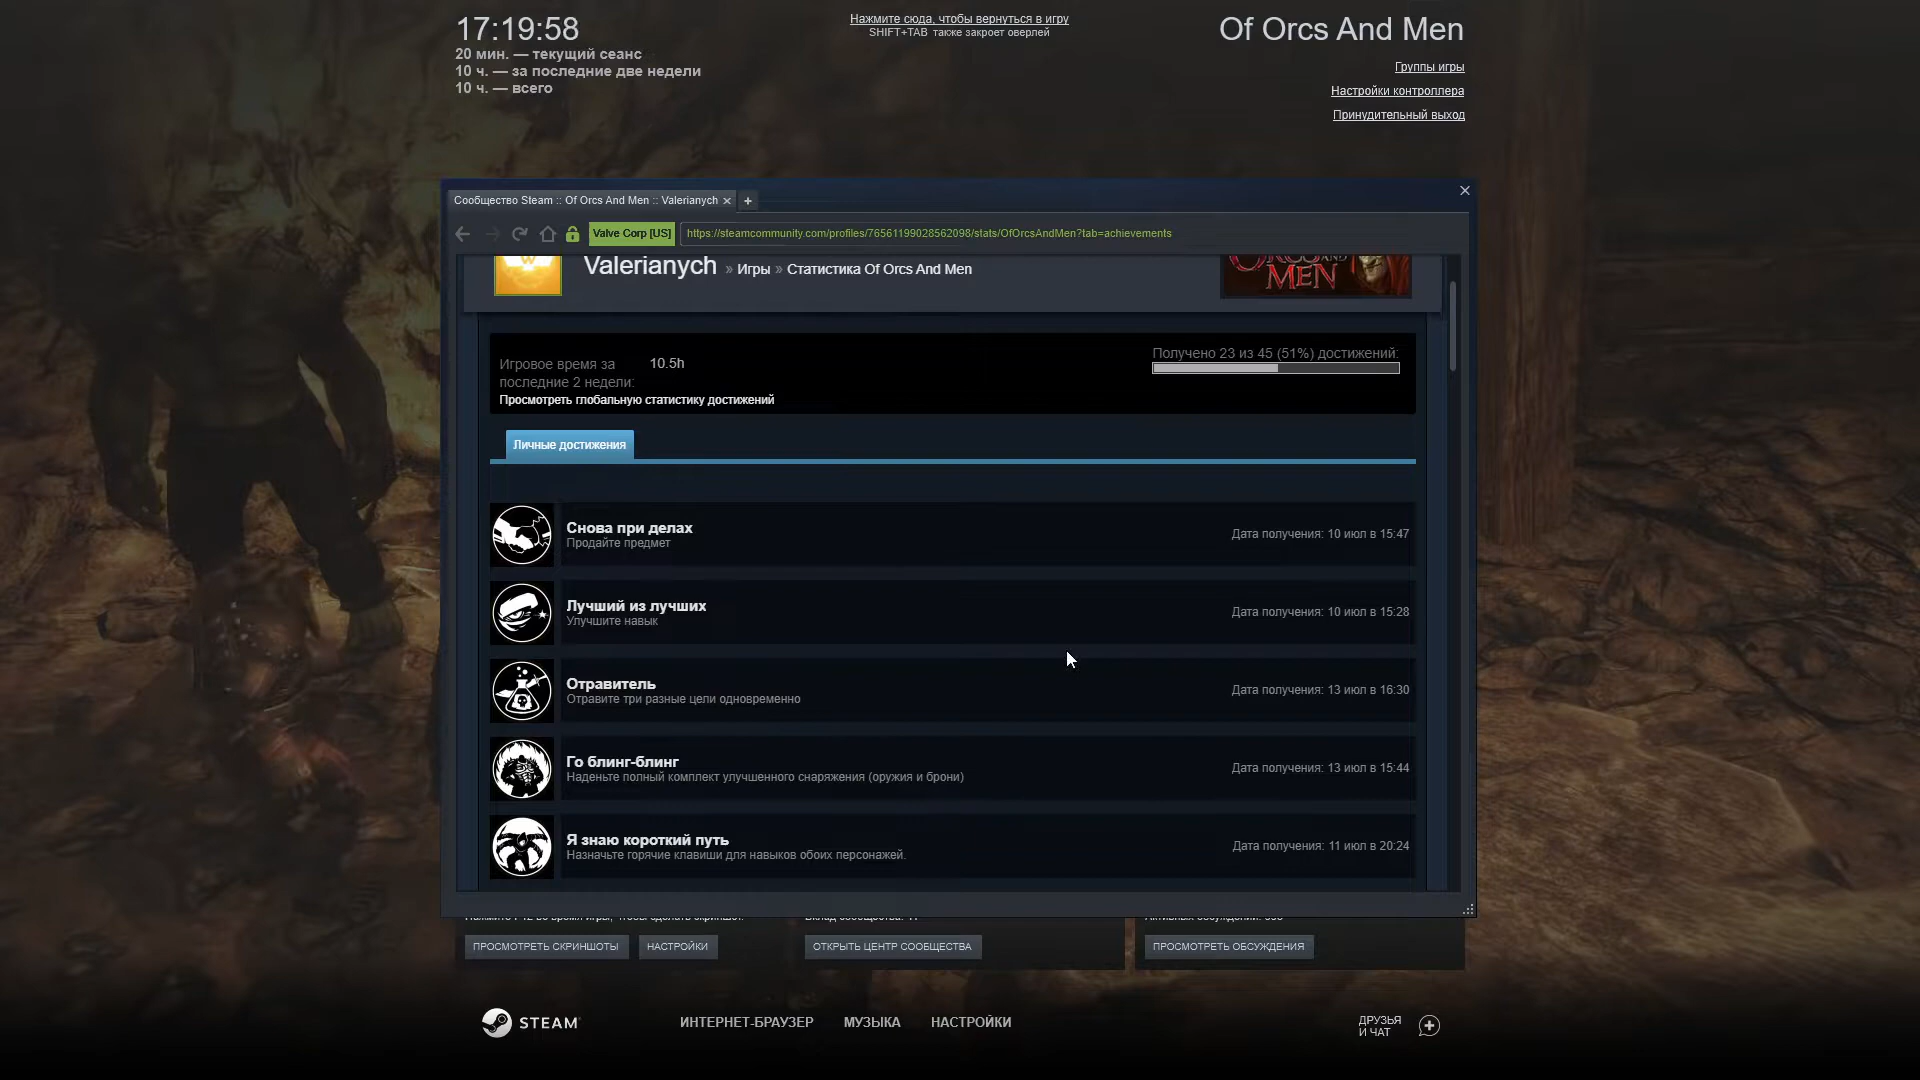 17:19:58
20 мин. — текущий сеанс
10 ч. — за последние две недели
10 ч. — всего
Нажмите сюда, чтобы вернуться в игру
SHIFT+TAB также закроет оверлей
Of Orcs And Men
Группы игры
Настройки контроллера
Принудительный выход
Сообщество Steam :: Of Orcs And Men :: Valerianych
Valve Corp [US]
https://steamcommunity.com/profiles/76561199028562098/stats/OfOrcsAndMen?tab=achievements
Valerianych » Игры » Статистика Of Orcs And Men
ORCS AND
MEN
Игровое время за
последние 2 недели:
10.5h
Просмотреть глобальную статистику достижений
Получено 23 из 45 (51%) достижений:
Личные достижения
Снова при делах
Продайте предмет
Дата получения: 10 июл в 15:47
Лучший из лучших
Улучшите навык
Дата получения: 10 июл в 15:28
Отравитель
Отравите три разные цели одновременно
Дата получения: 13 июл в 16:30
Го блинг-блинг
Наденьте полный комплект улучшенного снаряжения (оружия и брони)
Дата получения: 13 июл в 15:44
Я знаю короткий путь
Назначьте горячие клавиши для навыков обоих персонажей.
Дата получения: 11 июл в 20:24
ПРОСМОТРЕТЬ СКРИНШОТЫ
НАСТРОЙКИ
ОТКРЫТЬ ЦЕНТР СООБЩЕСТВА
ПРОСМОТРЕТЬ ОБСУЖДЕНИЯ
STEAM
ИНТЕРНЕТ-БРАУЗЕР
МУЗЫКА
НАСТРОЙКИ
ДРУЗЬЯ
И ЧАТ